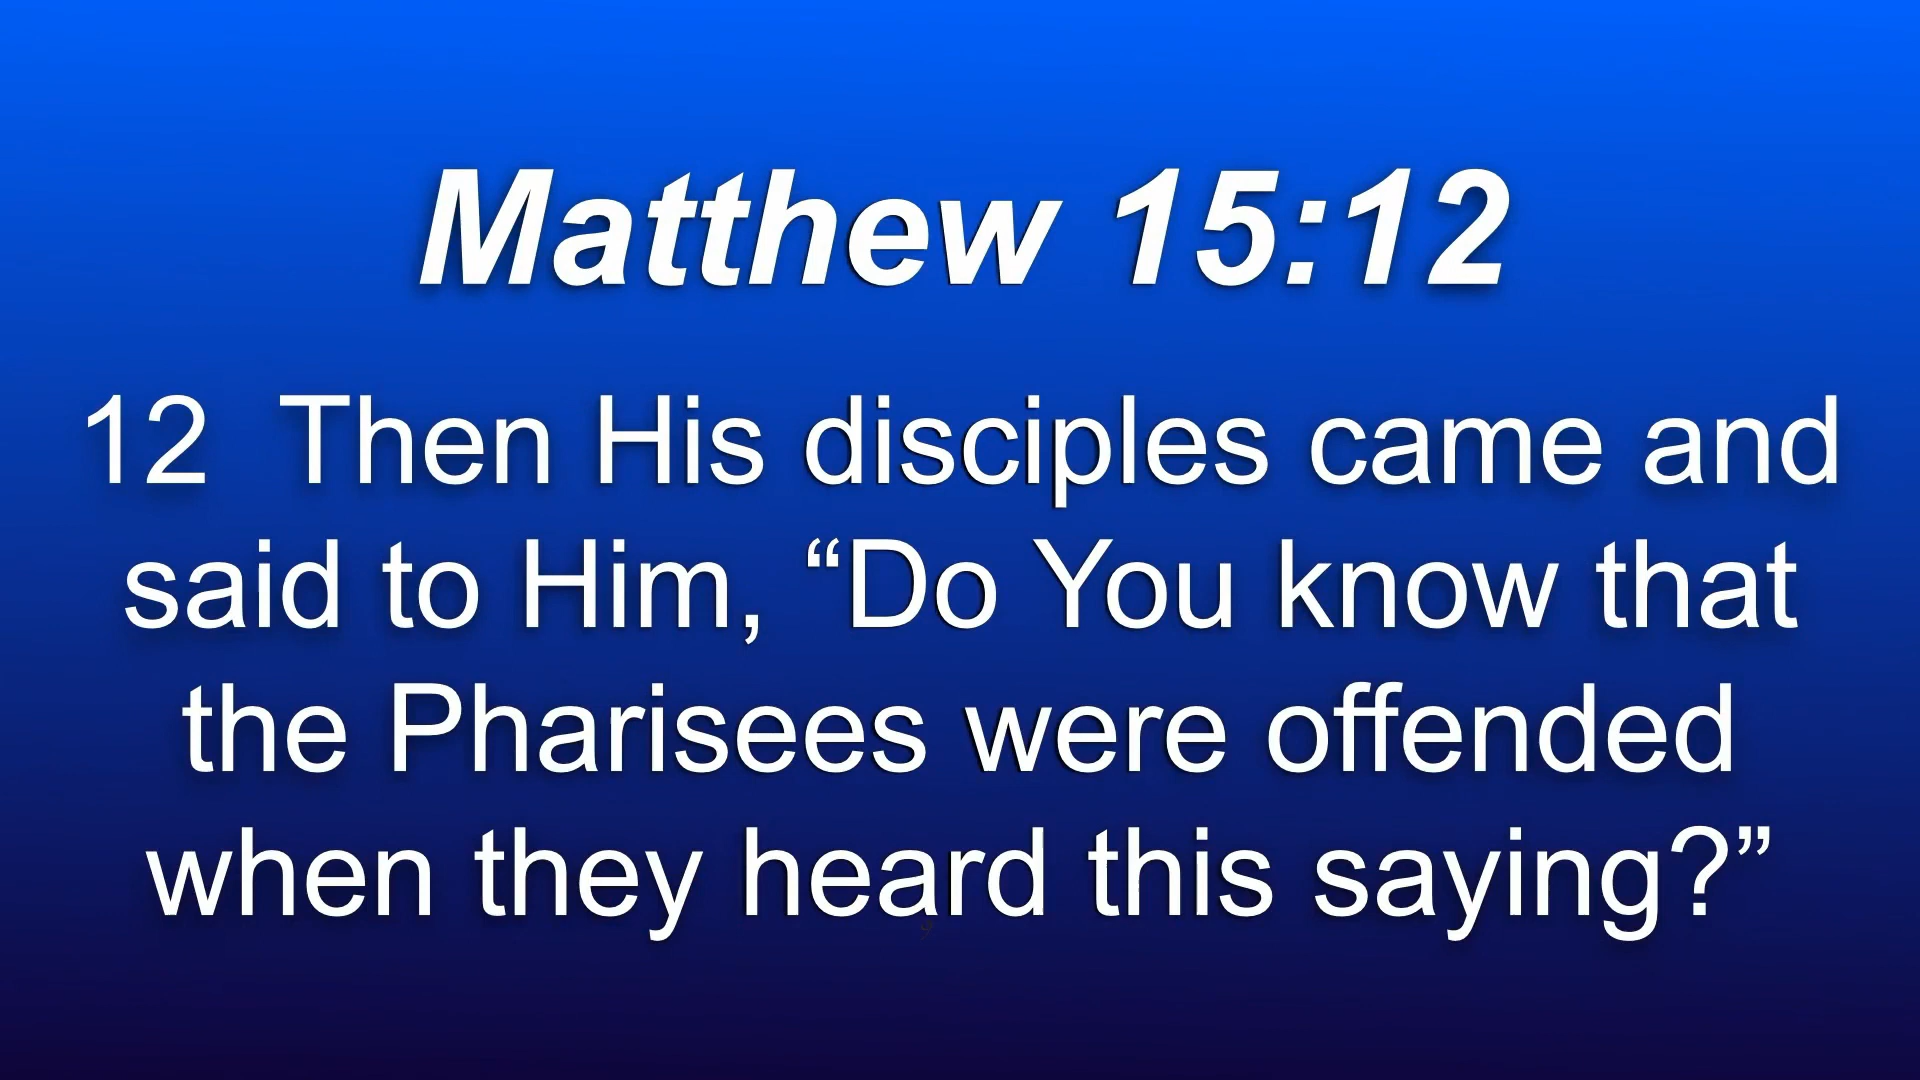 Matthew 15:12
12  Then His disciples came and
said to Him, “Do You know that
the Pharisees were offended
when they heard this saying?”